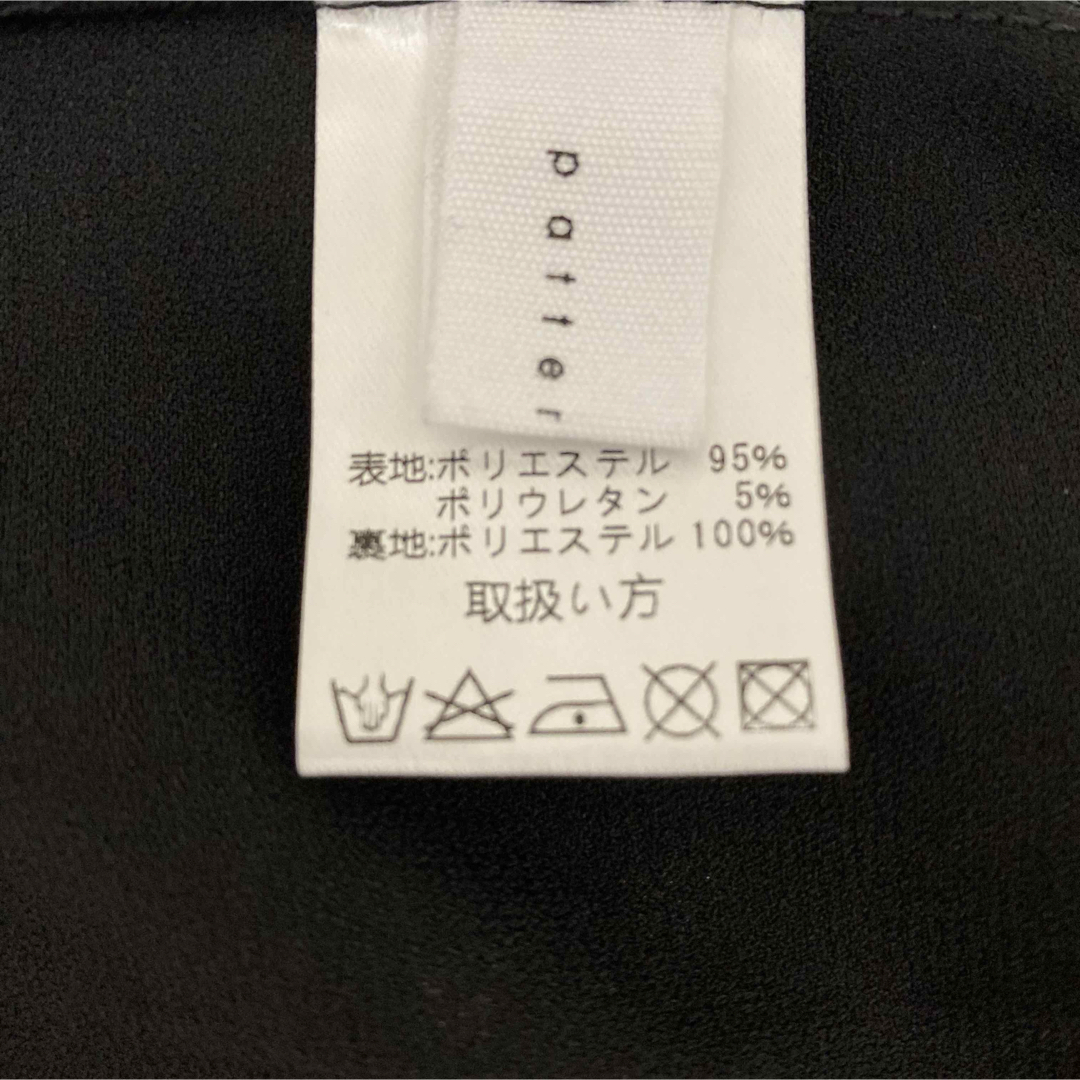 patter
表地:ポリエステル 95%
ポリウレタン 5%
裏地:ポリエステル 100%
取扱い方